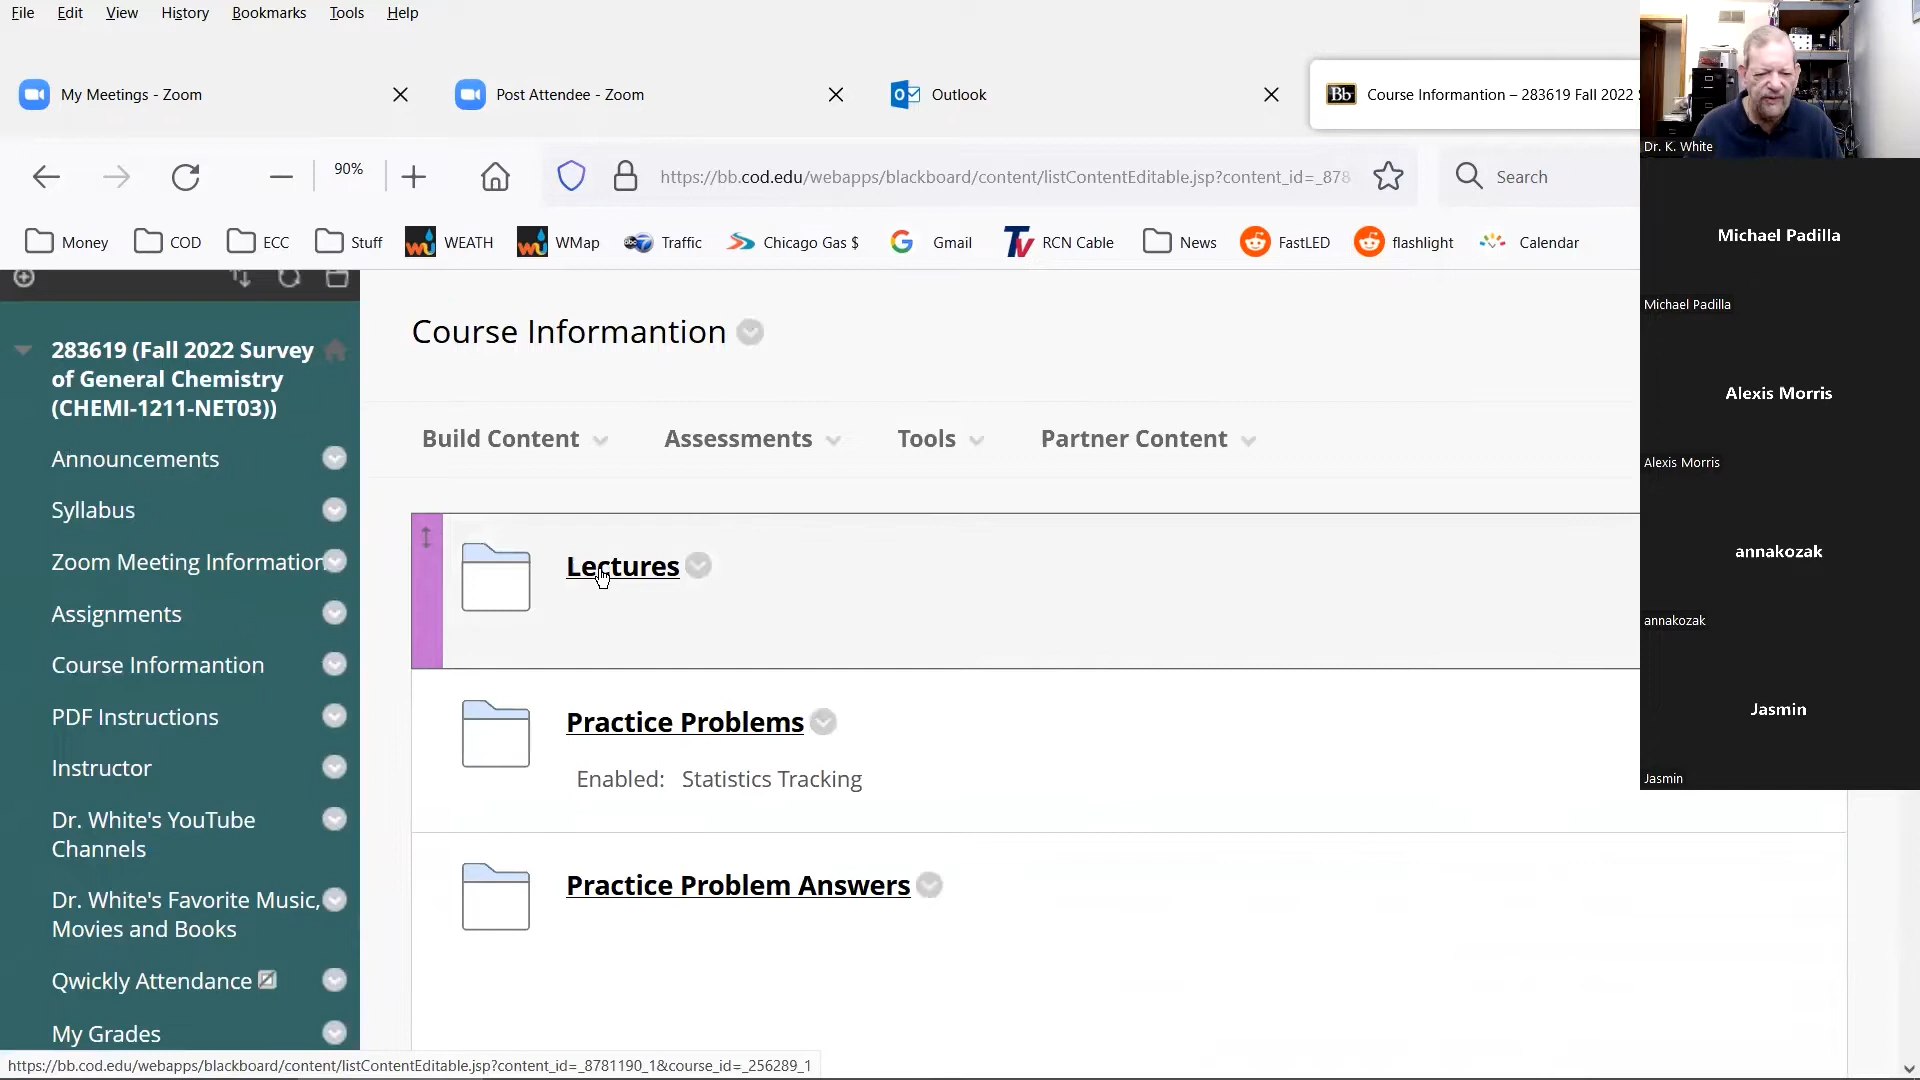 File Edit View History Bookmarks Tools Help
My Meetings - Zoom
Post Attendee - Zoom
Outlook
Bb Course Informantion – 283619 Fall 2022
90%
https://bb.cod.edu/webapps/blackboard/content/listContentEditable.jsp?content_id=_878
Search
Money COD ECC Stuff WEATH WMap Traffic Chicago Gas $ Gmail RCN Cable News FastLED flashlight Calendar
283619 (Fall 2022 Survey
of General Chemistry
(CHEMI-1211-NET03))
Announcements
Syllabus
Zoom Meeting Information
Assignments
Course Informantion
PDF Instructions
Instructor
Dr. White's YouTube
Channels
Dr. White's Favorite Music,
Movies and Books
Qwickly Attendance
My Grades
Course Informantion
Build Content Assessments Tools Partner Content
Lectures
Practice Problems
Enabled: Statistics Tracking
Practice Problem Answers
https://bb.cod.edu/webapps/blackboard/content/listContentEditable.jsp?content_id=_8781190_1&course_id=_256289_1
Dr. K. White
Michael Padilla
Michael Padilla
Alexis Morris
Alexis Morris
annakozak
annakozak
Jasmin
Jasmin